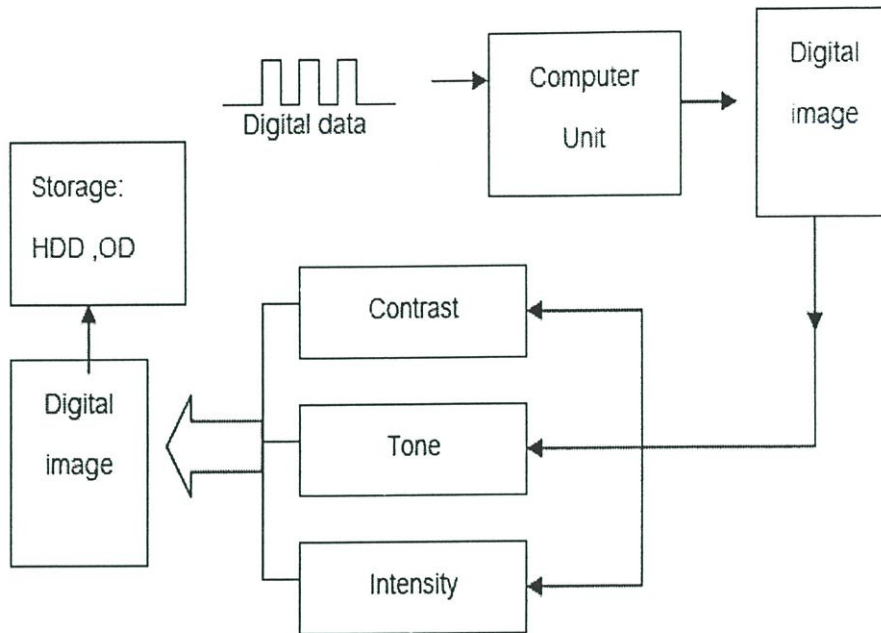 Digital data
Computer
Unit
Digital
image
Storage:
HDD ,OD
Contrast
Tone
Intensity
Digital
image